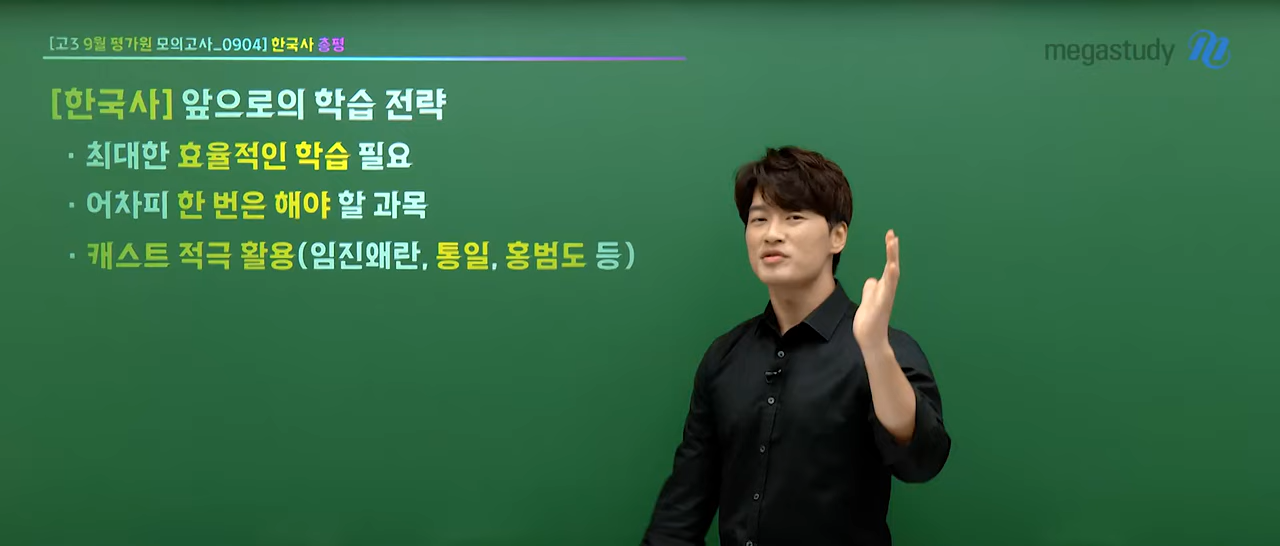 [고3 9월 평가원 모의고사_0904] 한국사 총평
megastudy
[한국사] 앞으로의 학습 전략
· 최대한 효율적인 학습 필요
· 어차피 한 번은 해야 할 과목
· 캐스트 적극 활용(임진왜란, 통일, 홍범도 등)